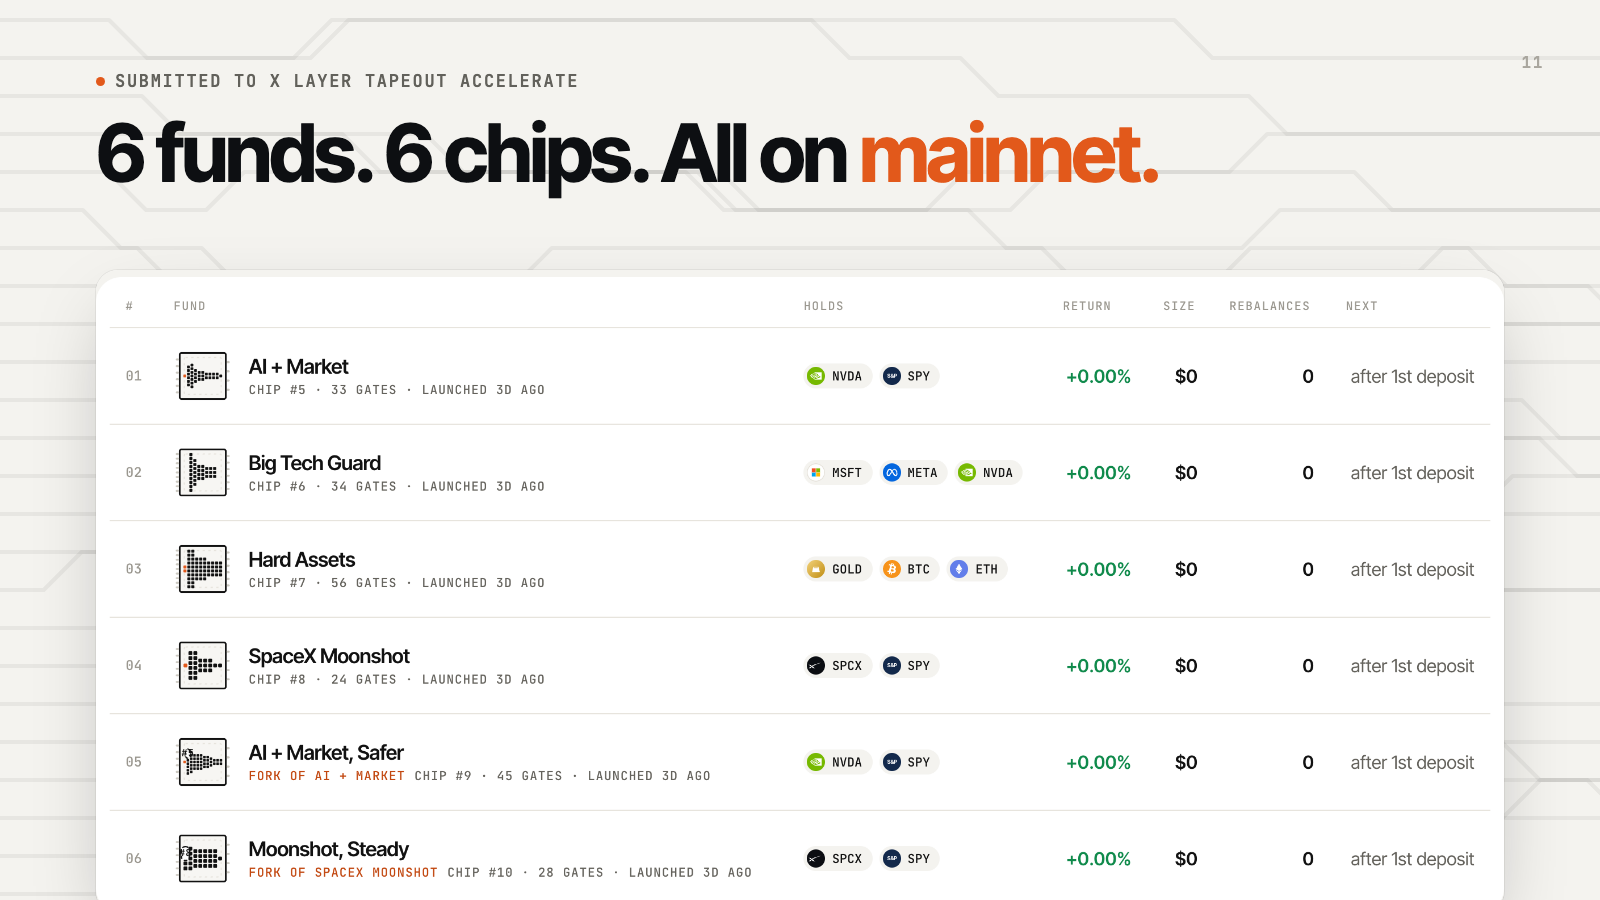 11
SUBMITTED TO X LAYER TAPEOUT ACCELERATE
6 funds. 6 chips. All on mainnet.
# FUND HOLDS RETURN SIZE REBALANCES NEXT
01 AI + Market NVDA SPY +0.00% $0 0 after 1st deposit
CHIP #5 · 33 GATES · LAUNCHED 3D AGO
02 Big Tech Guard MSFT META NVDA +0.00% $0 0 after 1st deposit
CHIP #6 · 34 GATES · LAUNCHED 3D AGO
03 Hard Assets GOLD BTC ETH +0.00% $0 0 after 1st deposit
CHIP #7 · 56 GATES · LAUNCHED 3D AGO
04 SpaceX Moonshot SPCX SPY +0.00% $0 0 after 1st deposit
CHIP #8 · 24 GATES · LAUNCHED 3D AGO
05 AI + Market, Safer NVDA SPY +0.00% $0 0 after 1st deposit
FORK OF AI + MARKET CHIP #9 · 45 GATES · LAUNCHED 3D AGO
06 Moonshot, Steady SPCX SPY +0.00% $0 0 after 1st deposit
FORK OF SPACEX MOONSHOT CHIP #10 · 28 GATES · LAUNCHED 3D AGO